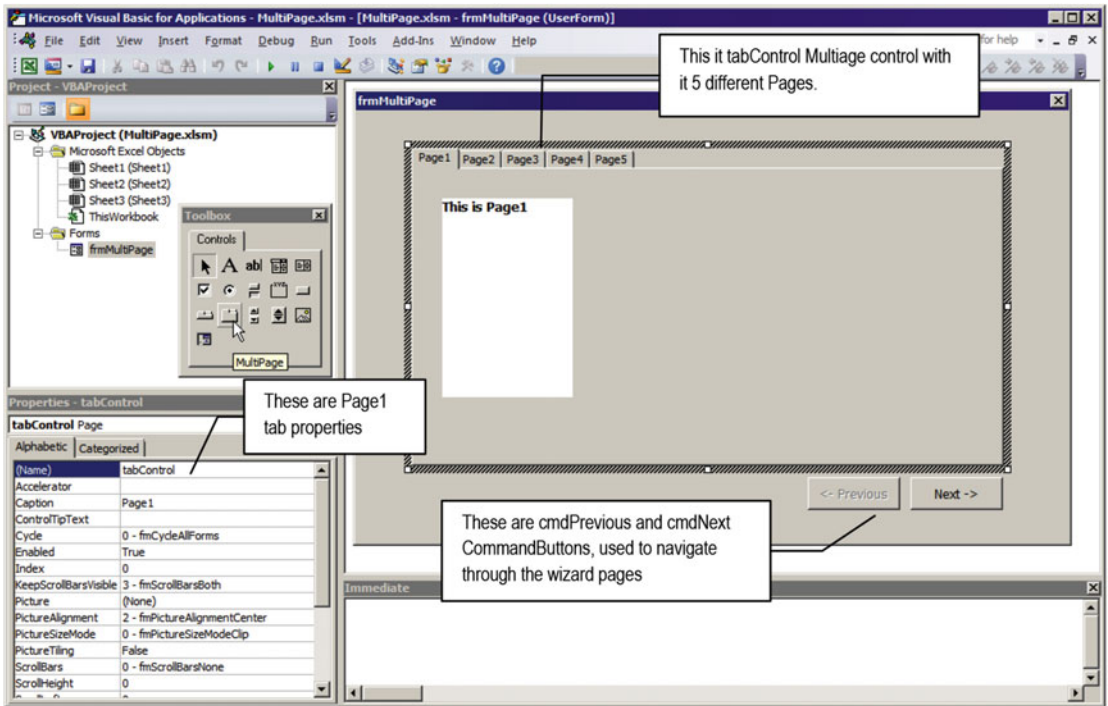 Microsoft Visual Basic for Applications - MultiPage.xlsm - [MultiPage.xlsm - frmMultiPage (UserForm)]
File Edit View Insert Format Debug Run Tools Add-Ins Window Help
for help
This it tabControl Multiage control with
it 5 different Pages.
Project - VBAProject
VBAProject (MultiPage.xlsm)
Microsoft Excel Objects
Sheet1 (Sheet1)
Sheet2 (Sheet2)
Sheet3 (Sheet3)
ThisWorkbook
Forms
frmMultiPage
Toolbox
Controls
A abl
XYZ
MultiPage
frmMultiPage
Page1 Page2 Page3 Page4 Page5
This is Page1
<- Previous Next ->
These are Page1
tab properties
These are cmdPrevious and cmdNext
CommandButtons, used to navigate
through the wizard pages
Properties - tabControl
tabControl Page
Alphabetic Categorized
(Name) tabControl
Accelerator
Caption Page1
ControlTipText
Cycle 0 - fmCycleAllForms
Enabled True
Index 0
KeepScrollBarsVisible 3 - fmScrollBarsBoth
Picture (None)
PictureAlignment 2 - fmPictureAlignmentCenter
PictureSizeMode 0 - fmPictureSizeModeClip
PictureTiling False
ScrollBars 0 - fmScrollBarsNone
ScrollHeight 0
Immediate